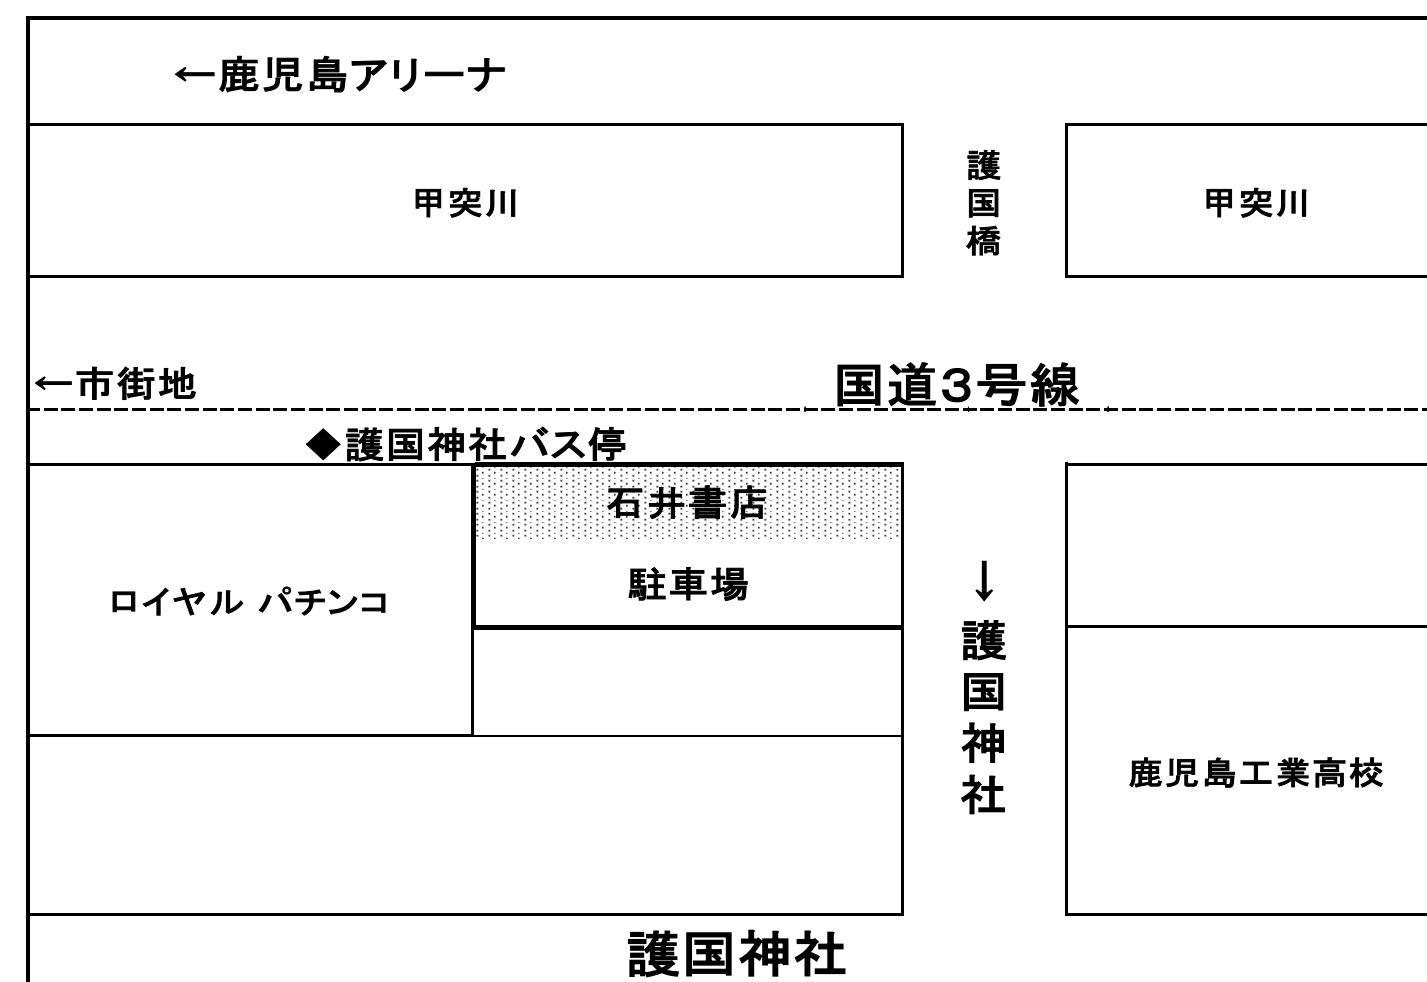 ←鹿児島アリーナ
甲突川
護国橋
甲突川
←市街地
国道3号線
◆護国神社バス停
石井書店
駐車場
ロイヤル パチンコ
↓護国神社
鹿児島工業高校
護国神社